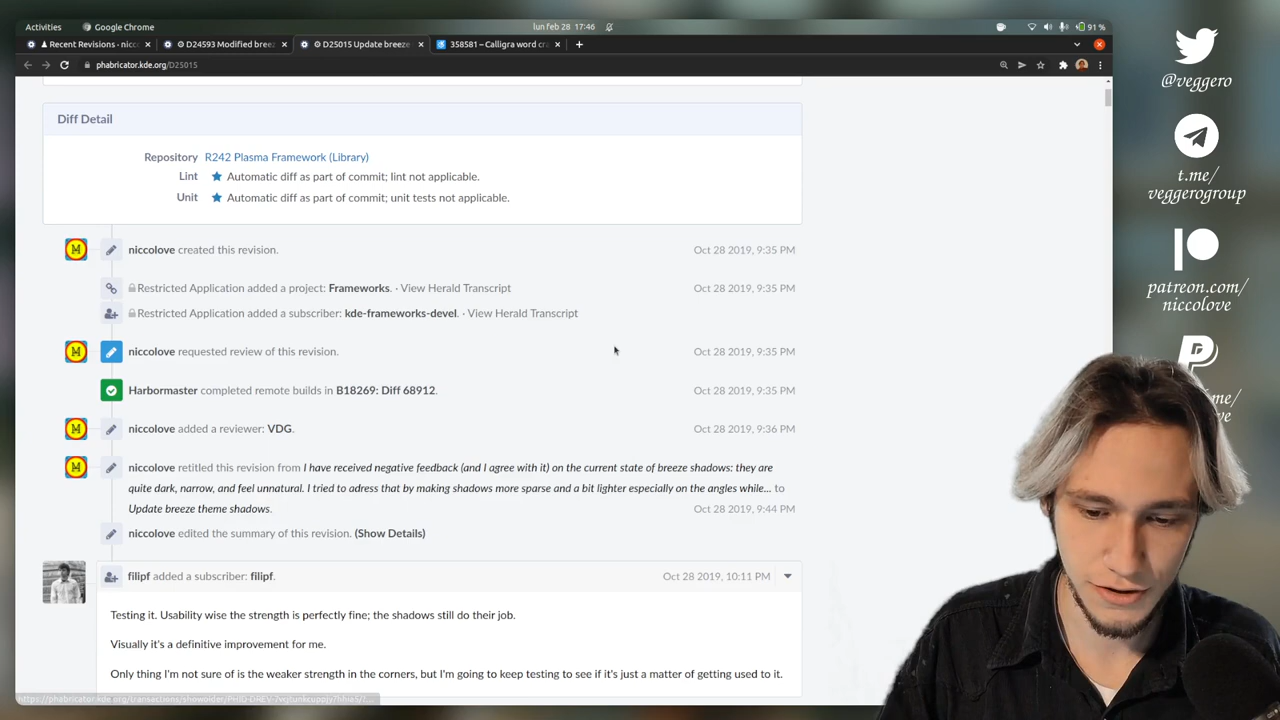 Activities
Google Chrome
lun feb 28 17:46
91 %
Recent Revisions · nicc
D24593 Modified bree
D25015 Update breeze
358581 – Calligra word cr
phabricator.kde.org/D25015
Diff Detail
Repository R242 Plasma Framework (Library)
Lint Automatic diff as part of commit; lint not applicable.
Unit Automatic diff as part of commit; unit tests not applicable.
niccolove created this revision. Oct 28 2019, 9:35 PM
Restricted Application added a project: Frameworks. · View Herald Transcript Oct 28 2019, 9:35 PM
Restricted Application added a subscriber: kde-frameworks-devel. · View Herald Transcript
niccolove requested review of this revision. Oct 28 2019, 9:35 PM
Harbormaster completed remote builds in B18269: Diff 68912. Oct 28 2019, 9:35 PM
niccolove added a reviewer: VDG. Oct 28 2019, 9:36 PM
niccolove retitled this revision from I have received negative feedback (and I agree with it) on the current state of breeze shadows: they are
quite dark, narrow, and feel unnatural. I tried to adress that by making shadows more sparse and a bit lighter especially on the angles while... to
Update breeze theme shadows. Oct 28 2019, 9:44 PM
niccolove edited the summary of this revision. (Show Details)
filipf added a subscriber: filipf. Oct 28 2019, 10:11 PM
Testing it. Usability wise the strength is perfectly fine; the shadows still do their job.
Visually it's a definitive improvement for me.
Only thing I'm not sure of is the weaker strength in the corners, but I'm going to keep testing to see if it's just a matter of getting used to it.
@veggero
t.me/
veggerogroup
patreon.com/
niccolove
me/
ve